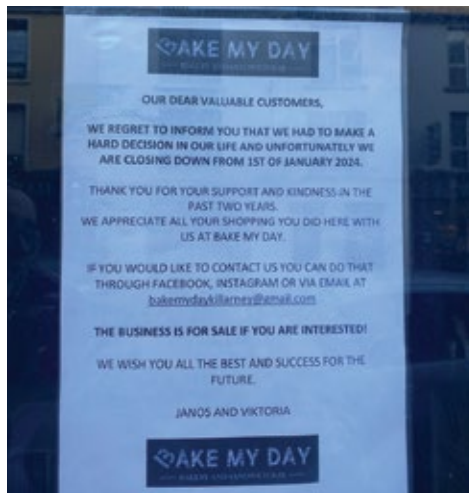 BAKE MY DAY
OUR DEAR VALUABLE CUSTOMERS,
WE REGRET TO INFORM YOU THAT WE HAD TO MAKE A
HARD DECISION IN OUR LIFE AND UNFORTUNATELY WE
ARE CLOSING DOWN FROM 1ST OF JANUARY 2024.
THANK YOU FOR YOUR SUPPORT AND KINDNESS IN THE
PAST TWO YEARS.
WE APPRECIATE ALL YOUR SHOPPING YOU DID HERE WITH
US AT BAKE MY DAY.
IF YOU WOULD LIKE TO CONTACT US YOU CAN DO THAT
THROUGH FACEBOOK, INSTAGRAM OR VIA EMAIL AT
bakemydaykillarney@gmail.com
THE BUSINESS IS FOR SALE IF YOU ARE INTERESTED!
WE WISH YOU ALL THE BEST AND SUCCESS FOR THE
FUTURE.
JANOS AND VIKTORIA
BAKE MY DAY